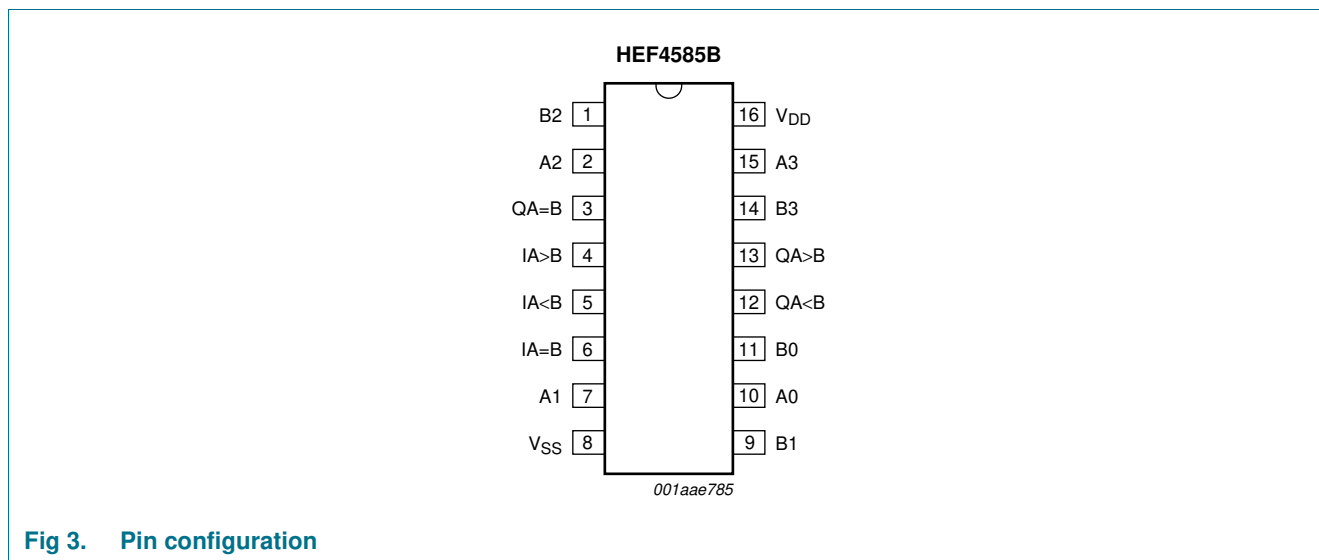 HEF4585B
B2 1 16 VDD
A2 2 15 A3
QA=B 3 14 B3
IA>B 4 13 QA>B
IA<B 5 12 QA<B
IA=B 6 11 B0
A1 7 10 A0
VSS 8 9 B1
001aae785
Fig 3. Pin configuration